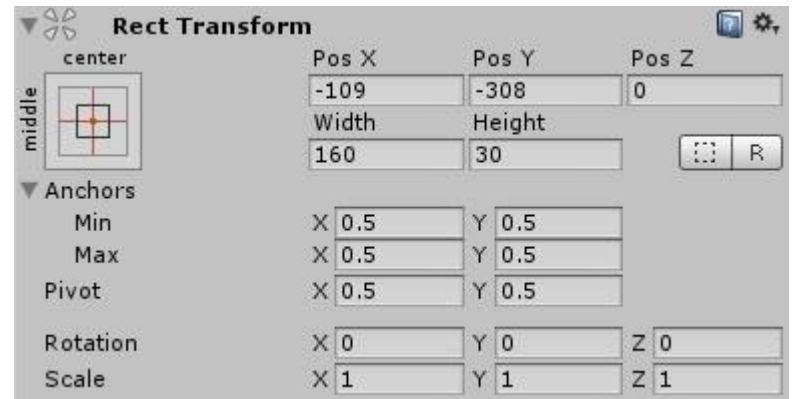 Rect Transform
center
middle
Pos X Pos Y Pos Z
-109 -308 0
Width Height
160 30 R
Anchors
Min X 0.5 Y 0.5
Max X 0.5 Y 0.5
Pivot X 0.5 Y 0.5
Rotation X 0 Y 0 Z 0
Scale X 1 Y 1 Z 1